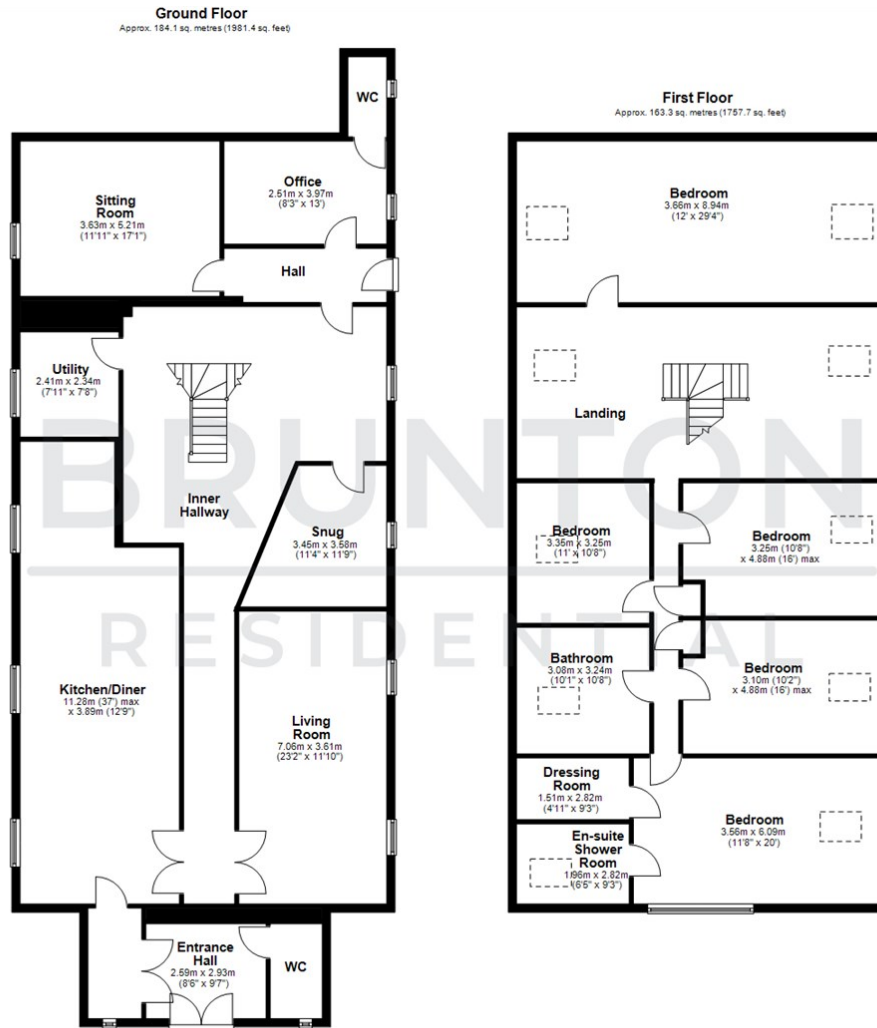 Ground Floor
Approx. 184.1 sq. metres (1981.4 sq. feet)
WC
Office
2.51m x 3.97m
(8'3" x 13')
Sitting
Room
3.63m x 5.21m
(11'11" x 17'1")
Hall
Utility
2.41m x 2.34m
(7'11" x 7'8")
Inner
Hallway
Snug
3.45m x 3.58m
(11'4" x 11'9")
Kitchen/Diner
11.28m (37') max
x 3.89m (12'9")
Living
Room
7.06m x 3.61m
(23'2" x 11'10")
Entrance
Hall
2.59m x 2.93m
(8'6" x 9'7")
WC
First Floor
Approx. 163.3 sq. metres (1757.7 sq. feet)
Bedroom
3.66m x 8.94m
(12' x 29'4")
Landing
Bedroom
3.35m x 3.25m
(11' x 10'8")
Bedroom
3.25m (10'8")
x 4.88m (16') max
Bathroom
3.08m x 3.24m
(10'1" x 10'8")
Bedroom
3.10m (10'2")
x 4.88m (16') max
Dressing
Room
1.51m x 2.82m
(4'11" x 9'3")
Bedroom
3.56m x 6.09m
(11'8" x 20')
En-suite
Shower
Room
1.96m x 2.82m
(6'5" x 9'3")
BRUNTON
RESIDENTIAL